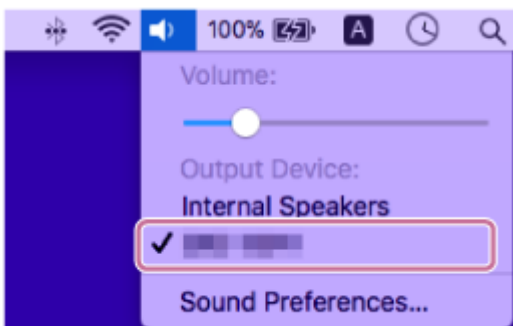 100% A
Volume:
Output Device:
Internal Speakers
Sound Preferences...